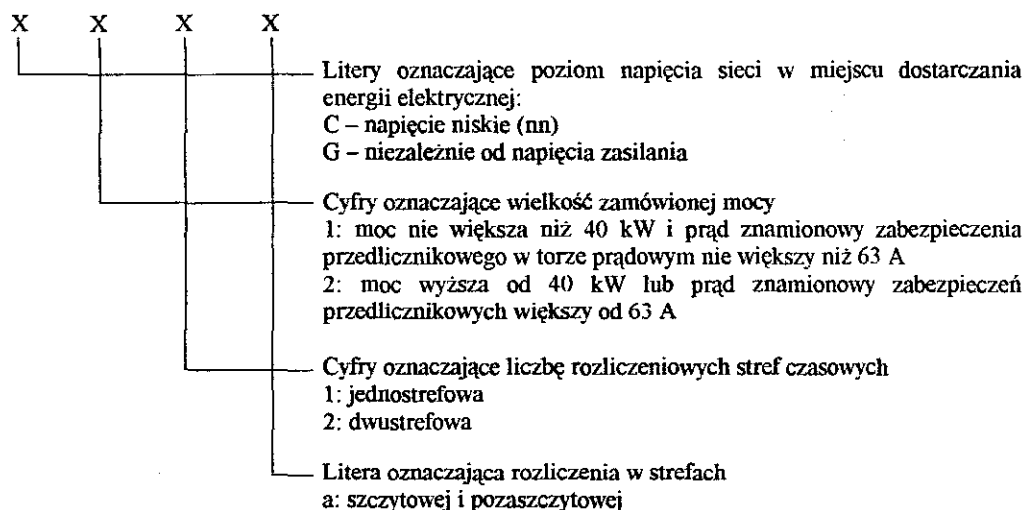 X X X X
Litery oznaczające poziom napięcia sieci w miejscu dostarczania
energii elektrycznej:
C – napięcie niskie (nn)
G – niezależnie od napięcia zasilania
Cyfry oznaczające wielkość zamówionej mocy
1: moc nie większa niż 40 kW i prąd znamionowy zabezpieczenia
przedlicznikowego w torze prądowym nie większy niż 63 A
2: moc wyższa od 40 kW lub prąd znamionowy zabezpieczeń
przedlicznikowych większy od 63 A
Cyfry oznaczające liczbę rozliczeniowych stref czasowych
1: jednostrefowa
2: dwustrefowa
Litera oznaczająca rozliczenia w strefach
a: szczytowej i pozaszczytowej